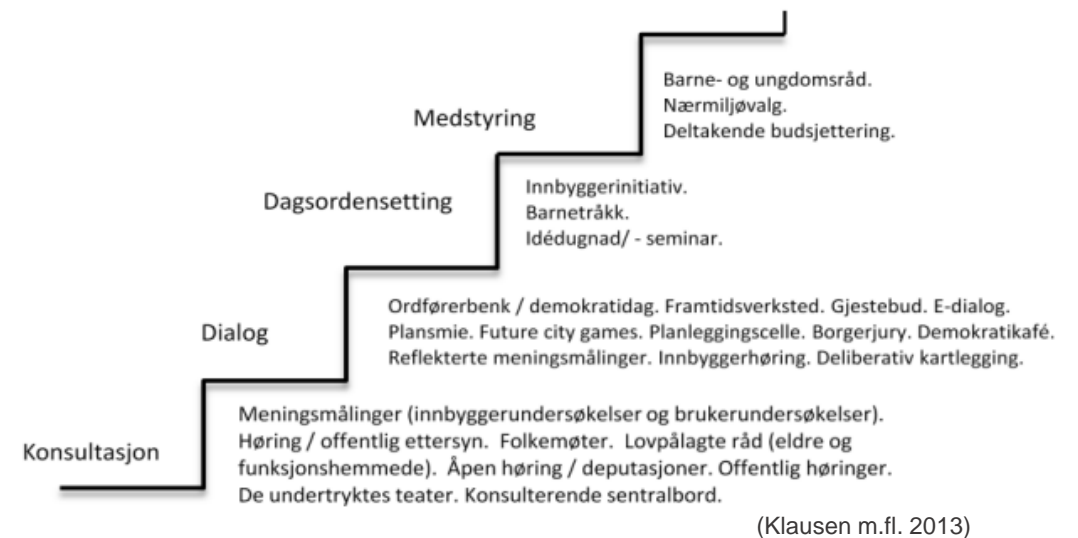 Barne- og ungdomsråd.
Medstyring
Nærmiljøvalg.
Deltakende budsjettering.
Dagsordensetting
Innbyggerinitiativ.
Barnetråkk.
Idédugnad/ - seminar.
Dialog
Ordførerbenk / demokratidag. Framtidsverksted. Gjestebud. E-dialog.
Plansmie. Future city games. Planleggingscelle. Borgerjury. Demokratikafé.
Reflekterte meningsmålinger. Innbyggerhøring. Deliberativ kartlegging.
Konsultasjon
Meningsmålinger (innbyggerundersøkelser og brukerundersøkelser).
Høring / offentlig ettersyn. Folkemøter. Lovpålagte råd (eldre og
funksjonshemmede). Åpen høring / deputasjoner. Offentlig høringer.
De undertryktes teater. Konsulterende sentralbord.
(Klausen m.fl. 2013)